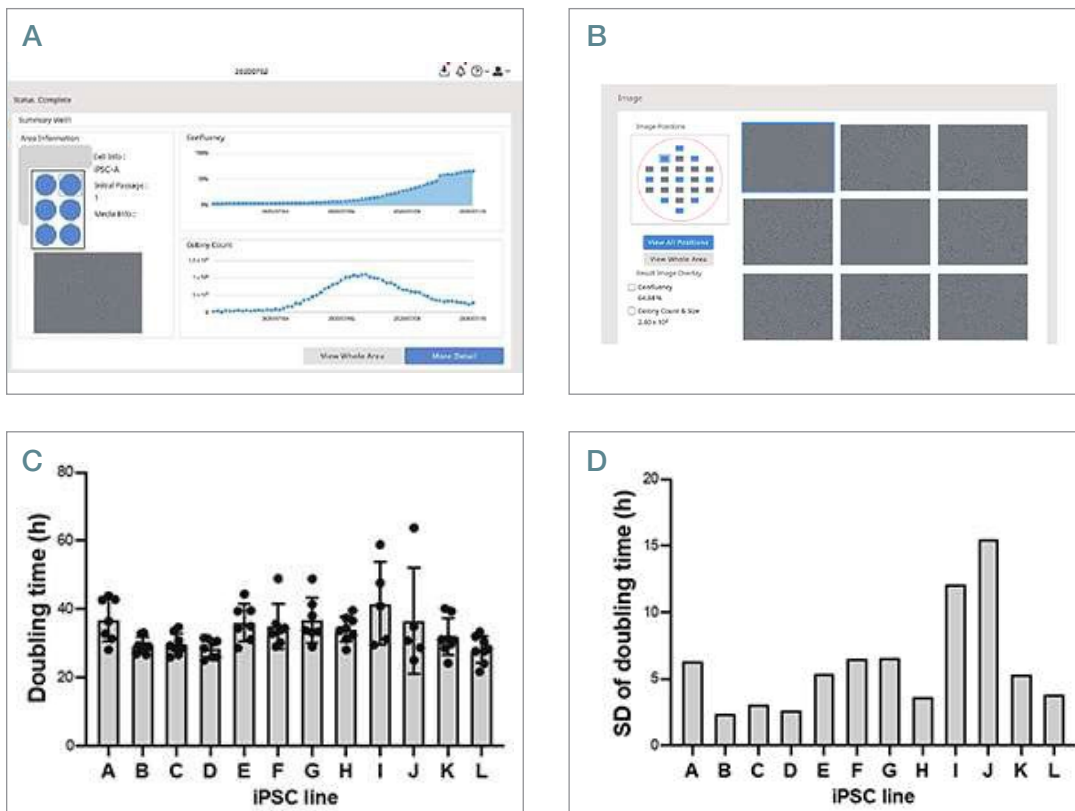 A
20200702
Status: Complete
Summary Well1
Area Information
Cell Info :
iPSC-A
Initial Passage :
1
Media Info :
Confluency
100%
50%
0%
Colony Count
View Whole Area
More Detail
B
Image
Image Positions
View All Positions
View Whole Area
Result Image Overlay
Confluency
64.84 %
Colony Count & Size
C
Doubling time (h)
80
60
40
20
0
A B C D E F G H I J K L
iPSC line
D
SD of doubling time (h)
20
15
10
5
0
A B C D E F G H I J K L
iPSC line